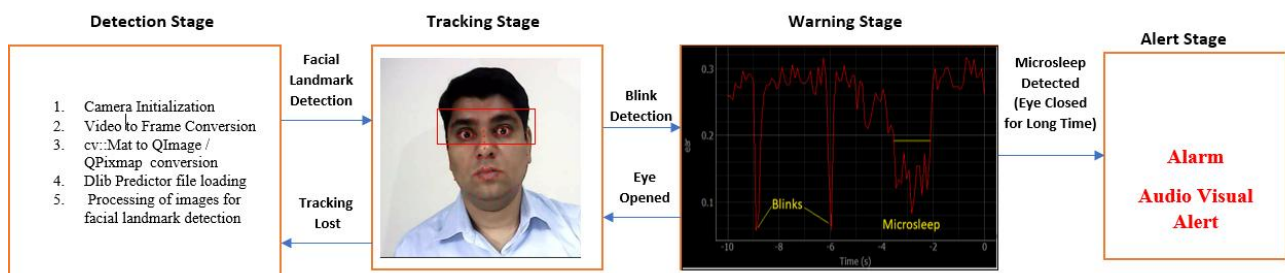 Detection Stage
1. Camera Initialization
2. Video to Frame Conversion
3. cv::Mat to QImage /
QPixmap conversion
4. Dlib Predictor file loading
5. Processing of images for
facial landmark detection
Facial
Landmark
Detection
Tracking
Lost
Tracking Stage
Blink
Detection
Eye
Opened
Warning Stage
0.3
0.2
0.1
ear
Blinks
Microsleep
-10 -8 -6 -4 -2 0
Time (s)
Microsleep
Detected
(Eye Closed
for Long Time)
Alert Stage
Alarm
Audio Visual
Alert